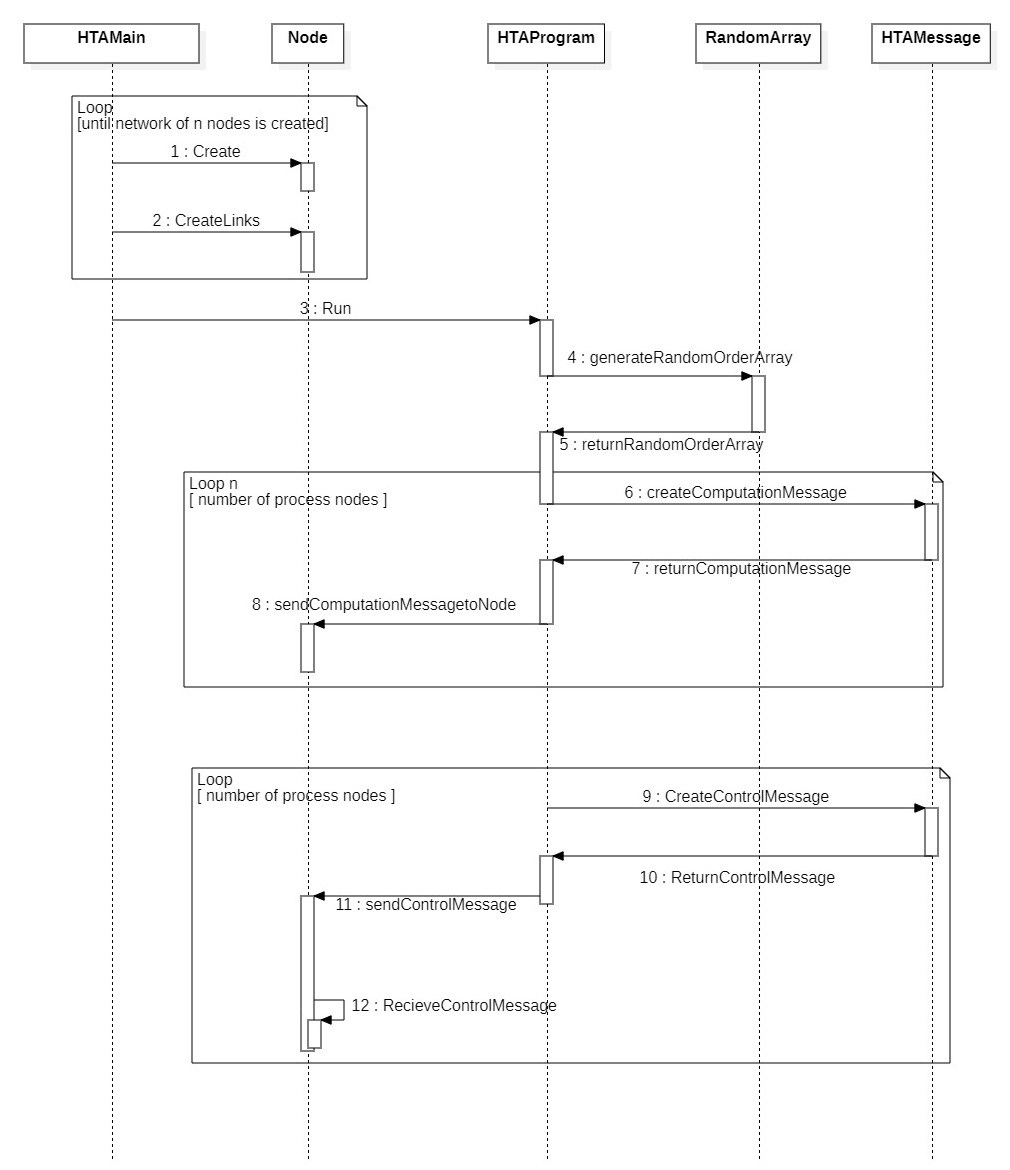 HTAMain
Node
HTAProgram
RandomArray
HTAMessage
Loop
[until network of n nodes is created]
1 : Create
2 : CreateLinks
3 : Run
4 : generateRandomOrderArray
5 : returnRandomOrderArray
Loop n
[ number of process nodes ]
6 : createComputationMessage
7 : returnComputationMessage
8 : sendComputationMessagetoNode
Loop
[ number of process nodes ]
9 : CreateControlMessage
10 : ReturnControlMessage
11 : sendControlMessage
12 : RecieveControlMessage